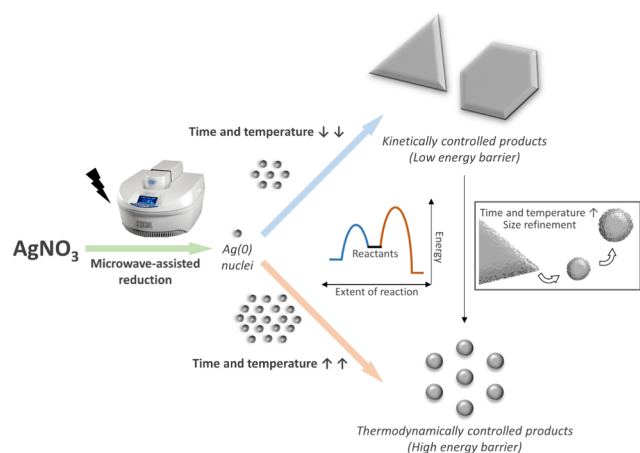 Time and temperature ↓ ↓
Kinetically controlled products
(Low energy barrier)
AgNO3
Microwave-assisted
reduction
Ag(0)
nuclei
Reactants
Energy
Extent of reaction
Time and temperature ↑
Size refinement
Time and temperature ↑ ↑
Thermodynamically controlled products
(High energy barrier)